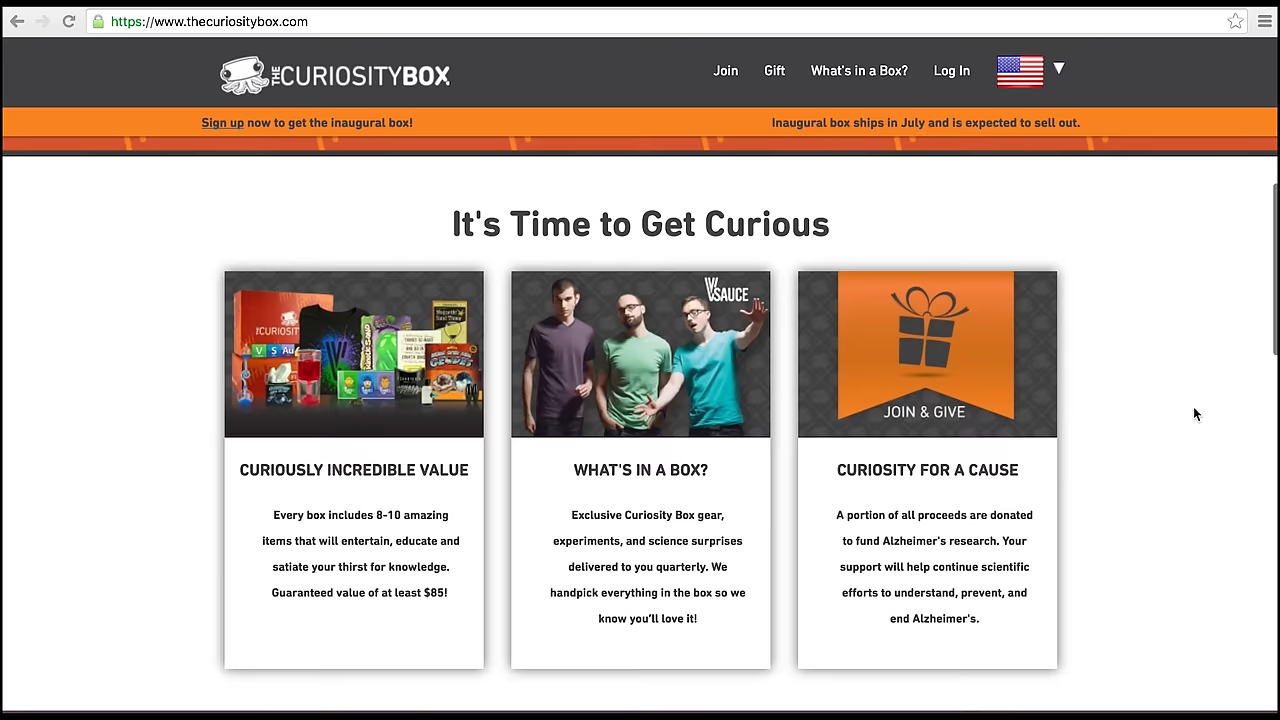 https://www.thecuriositybox.com
THE CURIOSITYBOX
Join Gift What's in a Box? Log In
Sign up now to get the inaugural box! Inaugural box ships in July and is expected to sell out.
It's Time to Get Curious
VSAUCE
JOIN & GIVE
CURIOUSLY INCREDIBLE VALUE
Every box includes 8-10 amazing
items that will entertain, educate and
satiate your thirst for knowledge.
Guaranteed value of at least $85!
WHAT'S IN A BOX?
Exclusive Curiosity Box gear,
experiments, and science surprises
delivered to you quarterly. We
handpick everything in the box so we
know you'll love it!
CURIOSITY FOR A CAUSE
A portion of all proceeds are donated
to fund Alzheimer's research. Your
support will help continue scientific
efforts to understand, prevent, and
end Alzheimer's.